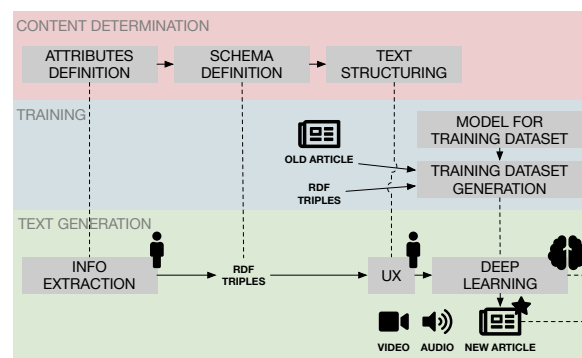 CONTENT DETERMINATION
ATTRIBUTES
DEFINITION
SCHEMA
DEFINITION
TEXT
STRUCTURING
TRAINING
MODEL FOR
TRAINING DATASET
OLD ARTICLE
TRAINING DATASET
GENERATION
RDF
TRIPLES
TEXT GENERATION
INFO
EXTRACTION
RDF
TRIPLES
UX
DEEP
LEARNING
VIDEO
AUDIO
NEW ARTICLE